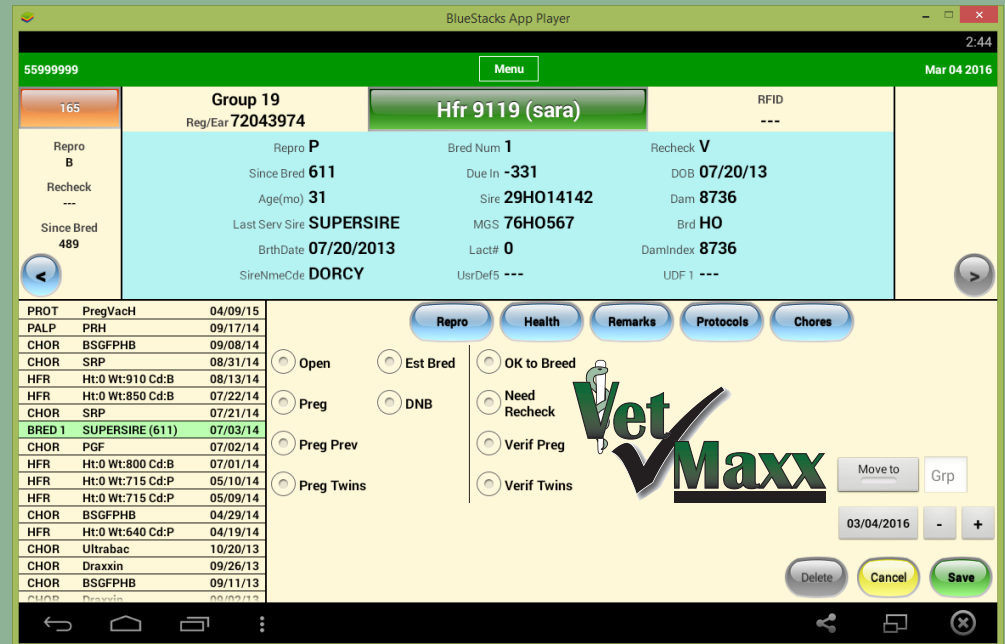 BlueStacks App Player
2:44
55999999 Menu Mar 04 2016
165
Group 19
Reg/Ear 72043974
Hfr 9119 (sara)
RFID
---
Repro
B
Recheck
---
Since Bred
489
<
Repro P Bred Num 1 Recheck V
Since Bred 611 Due In -331 DOB 07/20/13
Age(mo) 31 Sire 29HO14142 Dam 8736
Last Serv Sire SUPERSIRE MGS 76HO567 Brd HO
BrthDate 07/20/2013 Lact# 0 DamIndex 8736
SireNmeCde DORCY UsrDef5 --- UDF 1 ---
>
PROT PregVacH 04/09/15
PALP PRH 09/17/14
CHOR BSGFPHB 09/08/14
CHOR SRP 08/31/14
HFR Ht:0 Wt:910 Cd:B 08/13/14
HFR Ht:0 Wt:850 Cd:B 07/22/14
CHOR SRP 07/21/14
BRED 1 SUPERSIRE (611) 07/03/14
CHOR PGF 07/02/14
HFR Ht:0 Wt:800 Cd:B 07/01/14
HFR Ht:0 Wt:715 Cd:P 05/10/14
HFR Ht:0 Wt:715 Cd:P 05/09/14
CHOR BSGFPHB 04/29/14
HFR Ht:0 Wt:640 Cd:P 04/19/14
CHOR Ultrabac 10/20/13
CHOR Draxxin 09/26/13
CHOR BSGFPHB 09/11/13
CHOR Draxxin 09/02/13
Repro Health Remarks Protocols Chores
Open Est Bred OK to Breed
Preg DNB Need
Recheck
Preg Prev Verif Preg
Preg Twins Verif Twins
Vet
Maxx
Move to Grp
03/04/2016 - +
Delete Cancel Save